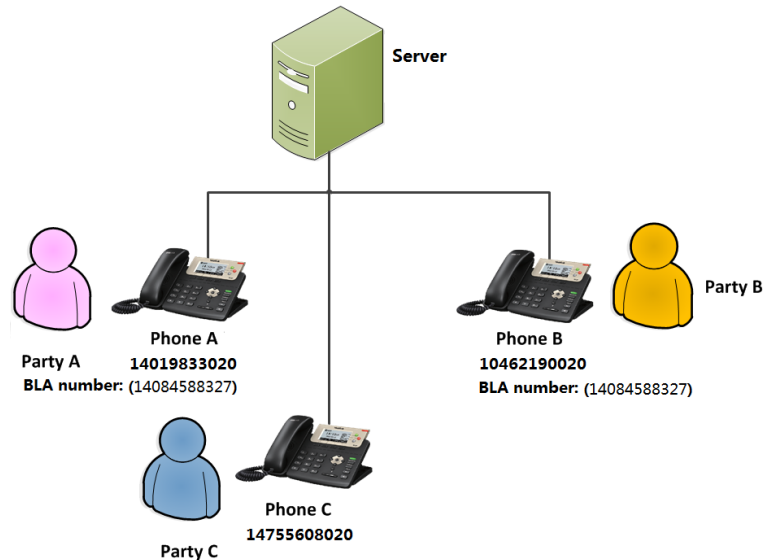 Server
Party A
Phone A
14019833020
BLA number: (14084588327)
Phone B
10462190020
BLA number: (14084588327)
Party B
Phone C
14755608020
Party C